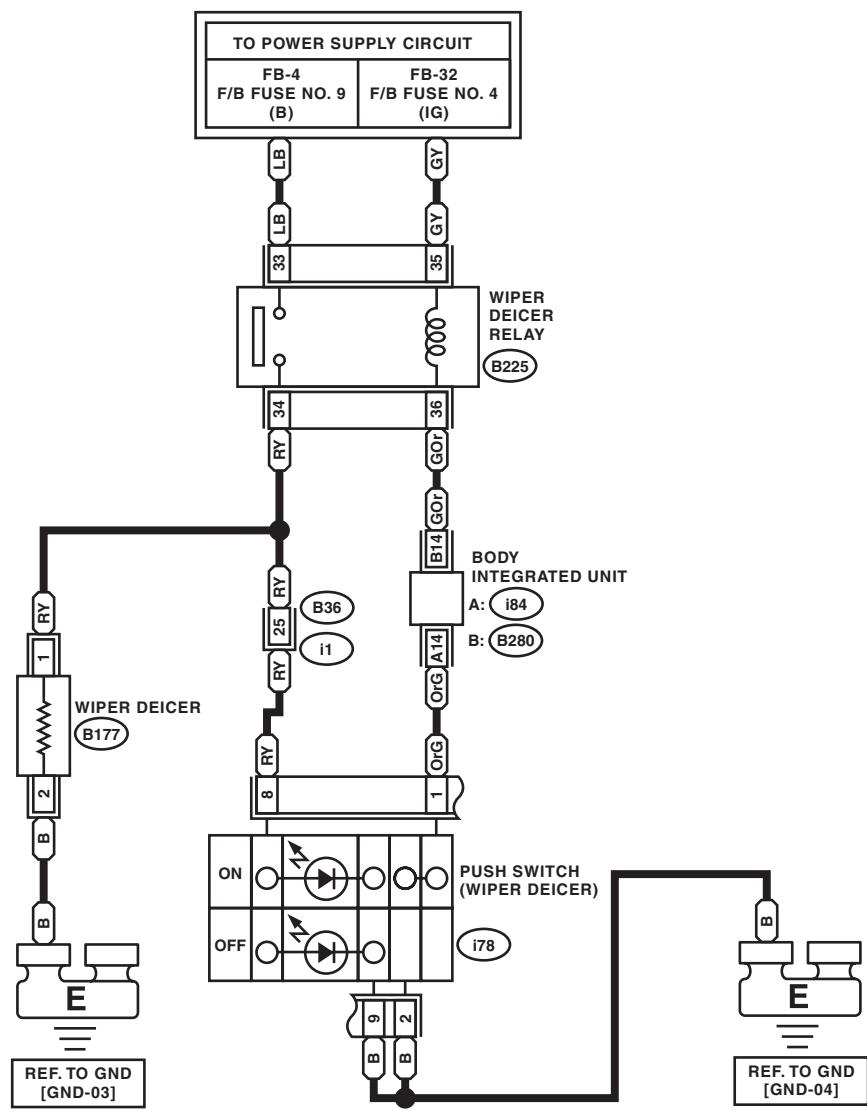 TO POWER SUPPLY CIRCUIT
FB-4
F/B FUSE NO. 9
(B)
FB-32
F/B FUSE NO. 4
(IG)
LB
GY
LB
GY
33
35
WIPER
DEICER
RELAY
B225
34
36
RY
GOr
GOr
B14
BODY
INTEGRATED UNIT
A: i84
B: B280
A14
OrG
OrG
RY
B36
25
i1
RY
RY
RY
1
WIPER DEICER
B177
2
B
B
E
REF. TO GND
[GND-03]
8
1
ON
OFF
PUSH SWITCH
(WIPER DEICER)
i78
9
2
B
B
B
E
REF. TO GND
[GND-04]